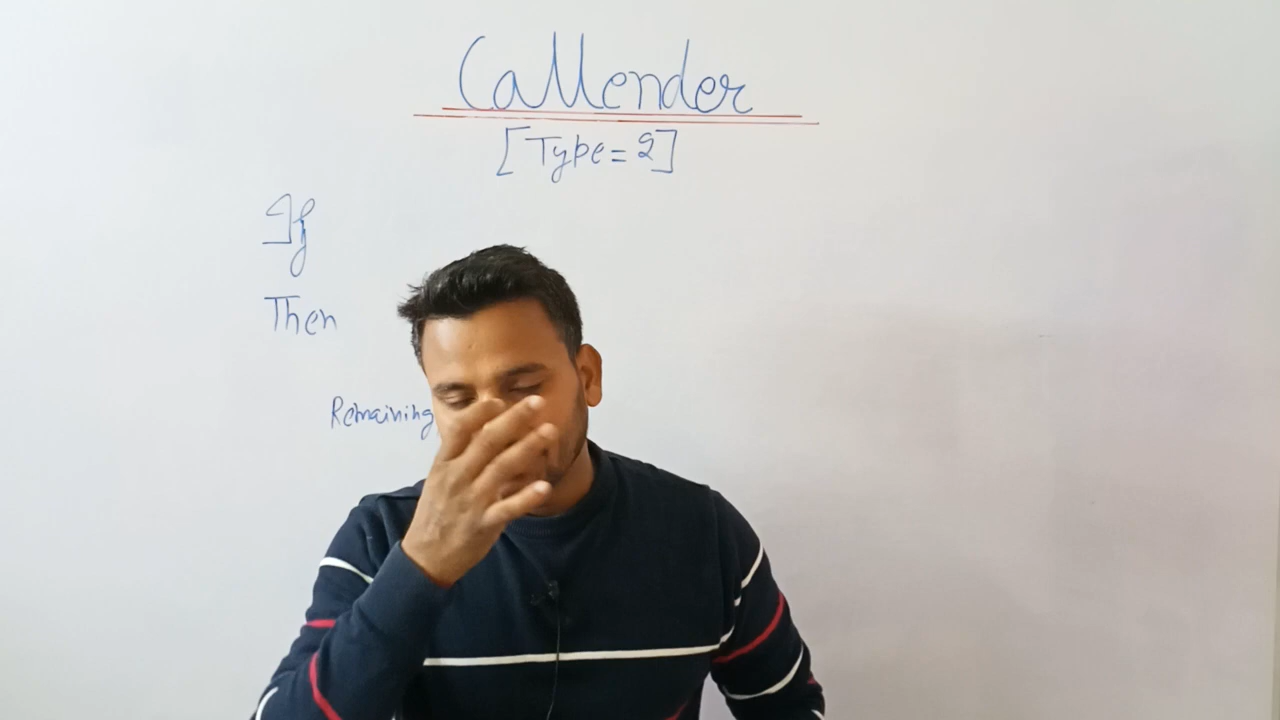 Callender
[Type=2]
If
Then
Remaining